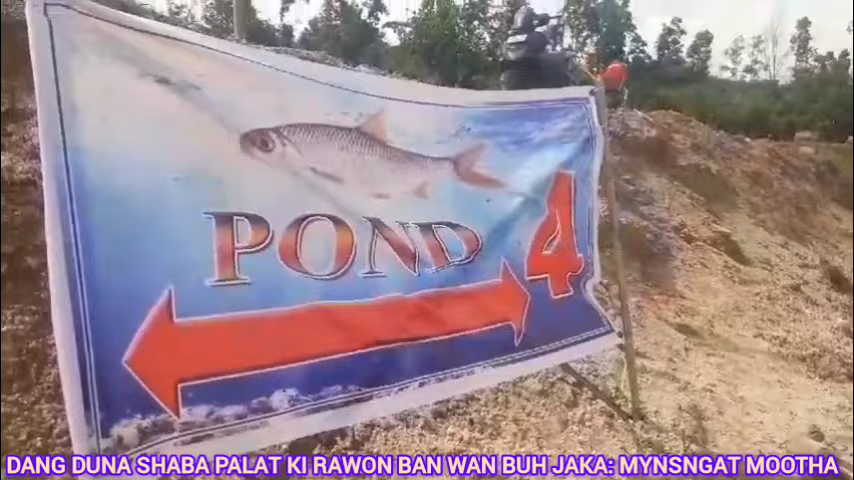 POND 4
DANG DUNA SHABA PALAT KI RAWON BAN WAN BUH JAKA: MYNSNGAT MOOTHA